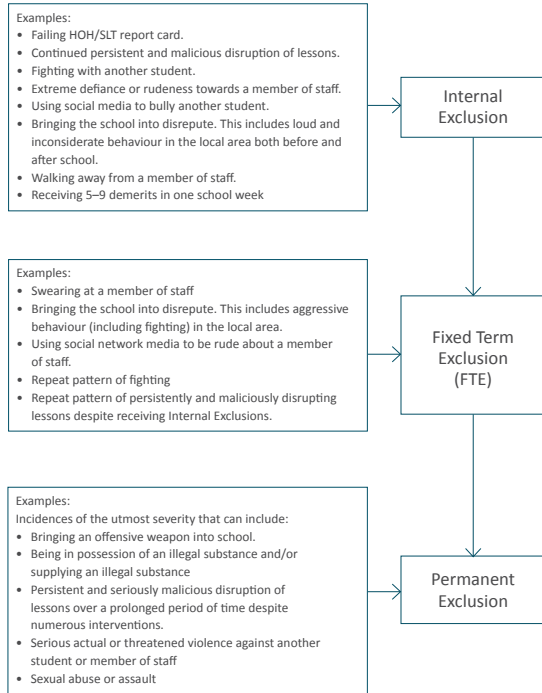 Examples:
• Failing HOH/SLT report card.
• Continued persistent and malicious disruption of lessons.
• Fighting with another student.
• Extreme defiance or rudeness towards a member of staff.
• Using social media to bully another student.
• Bringing the school into disrepute. This includes loud and
inconsiderate behaviour in the local area both before and
after school.
• Walking away from a member of staff.
• Receiving 5–9 demerits in one school week
Internal
Exclusion
Examples:
• Swearing at a member of staff
• Bringing the school into disrepute. This includes aggressive
behaviour (including fighting) in the local area.
• Using social network media to be rude about a member
of staff.
• Repeat pattern of fighting
• Repeat pattern of persistently and maliciously disrupting
lessons despite receiving Internal Exclusions.
Fixed Term
Exclusion
(FTE)
Examples:
Incidences of the utmost severity that can include:
• Bringing an offensive weapon into school.
• Being in possession of an illegal substance and/or
supplying an illegal substance
• Persistent and seriously malicious disruption of
lessons over a prolonged period of time despite
numerous interventions.
• Serious actual or threatened violence against another
student or member of staff
• Sexual abuse or assault
Permanent
Exclusion